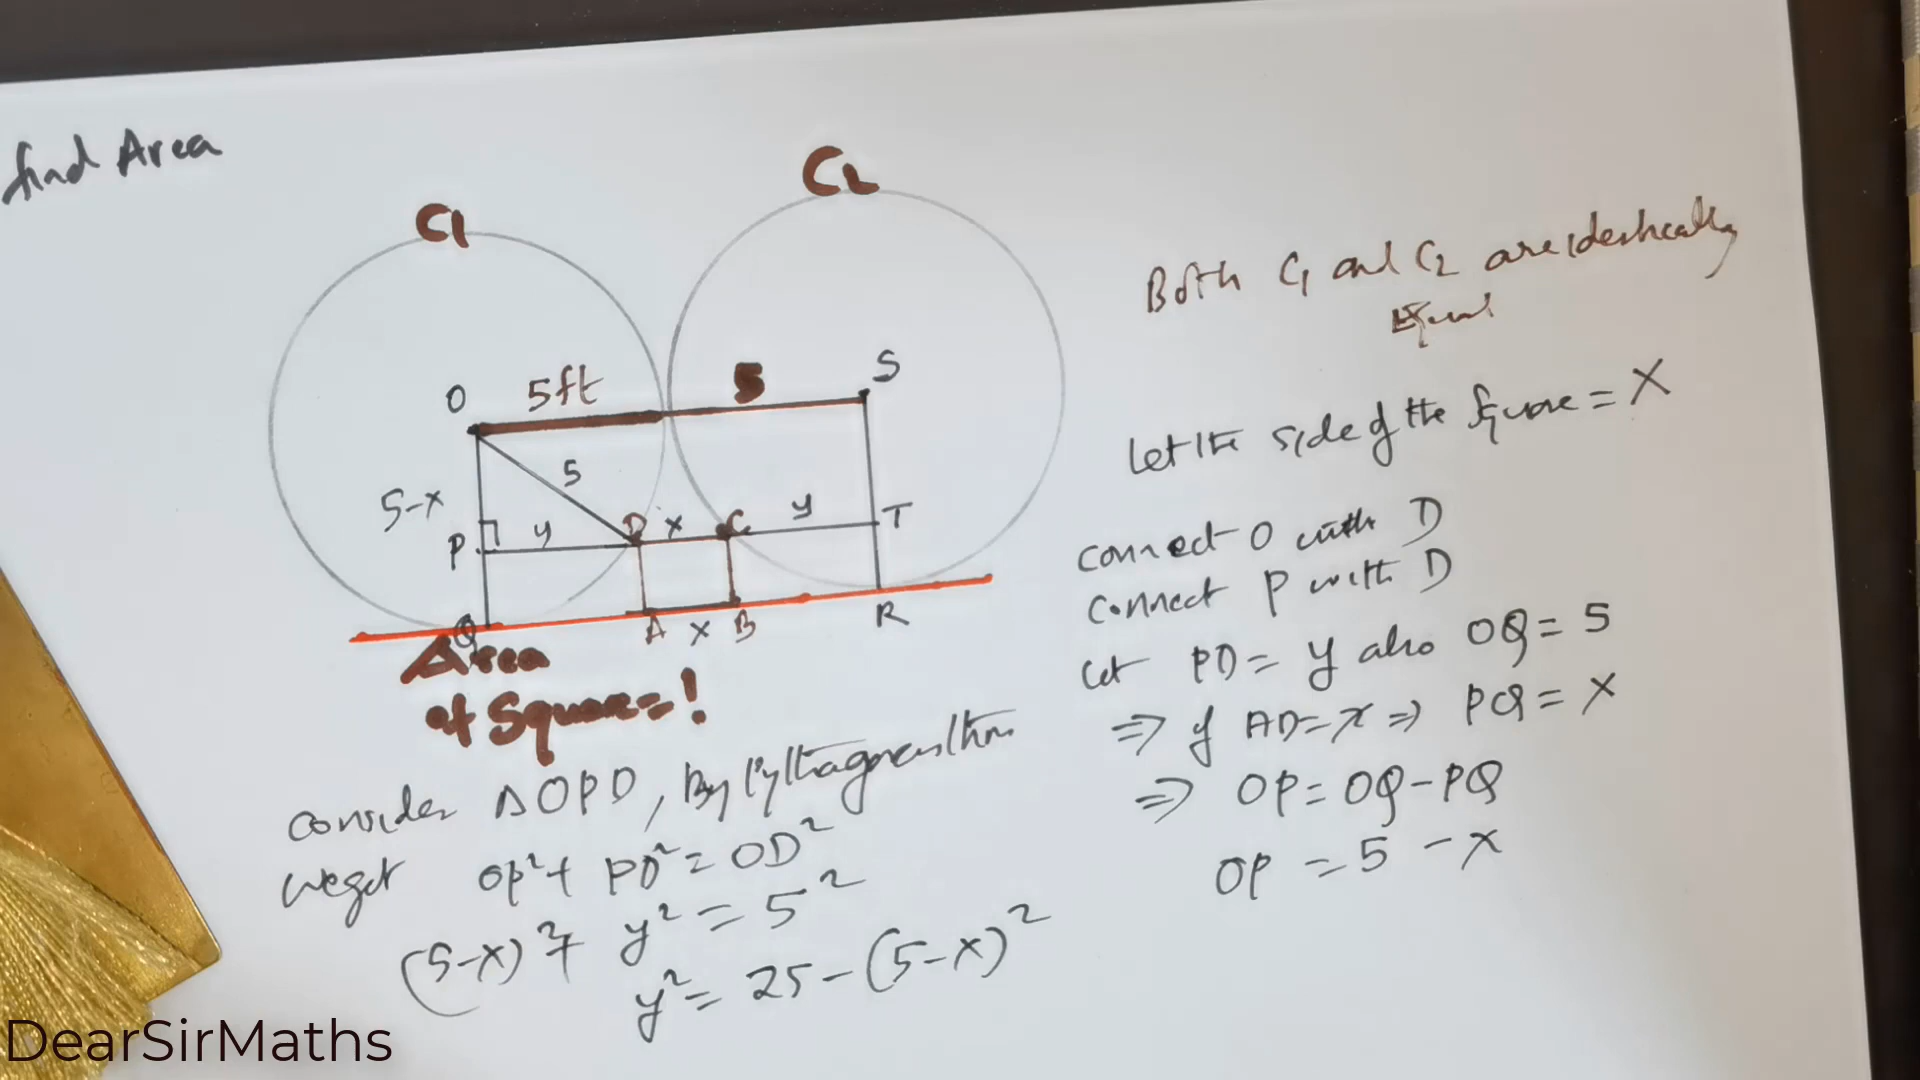 find Area
C1
C2
O 5ft 5 S
5
5-x
P y D x C y T
Q A x B R
Area
of Square=!
Both C1 and C2 are identically
Equal
Let the side of the Square = X
connect O with D
connect P with D
Let PD = y also OQ = 5
⇒ if AD = x ⇒ PQ = x
⇒ OP = OQ - PQ
OP = 5 - x
consider ΔOPD, By Pythagoras thm
we get OP² + PD² = OD²
(5-x)² + y² = 5²
y² = 25 - (5-x)²
DearSirMaths